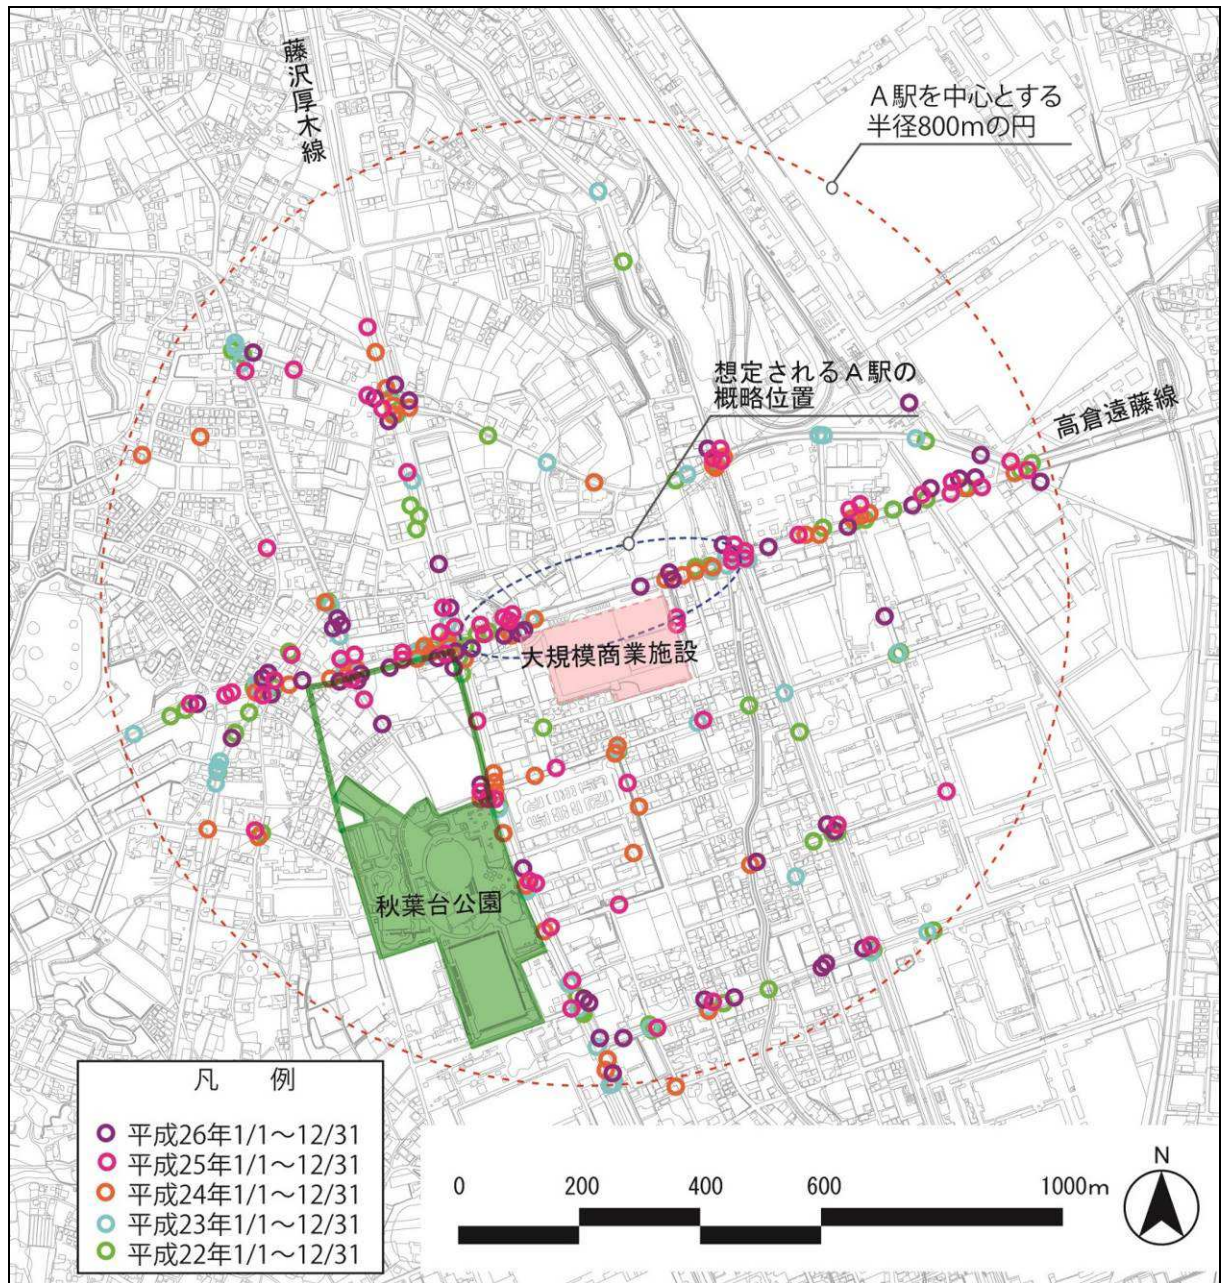 藤沢厚木線
A駅を中心とする
半径800mの円
想定されるA駅の
概略位置
高倉遠藤線
大規模商業施設
秋葉台公園
凡 例
平成26年1/1〜12/31
平成25年1/1〜12/31
平成24年1/1〜12/31
平成23年1/1〜12/31
平成22年1/1〜12/31
0 200 400 600 1000m
N